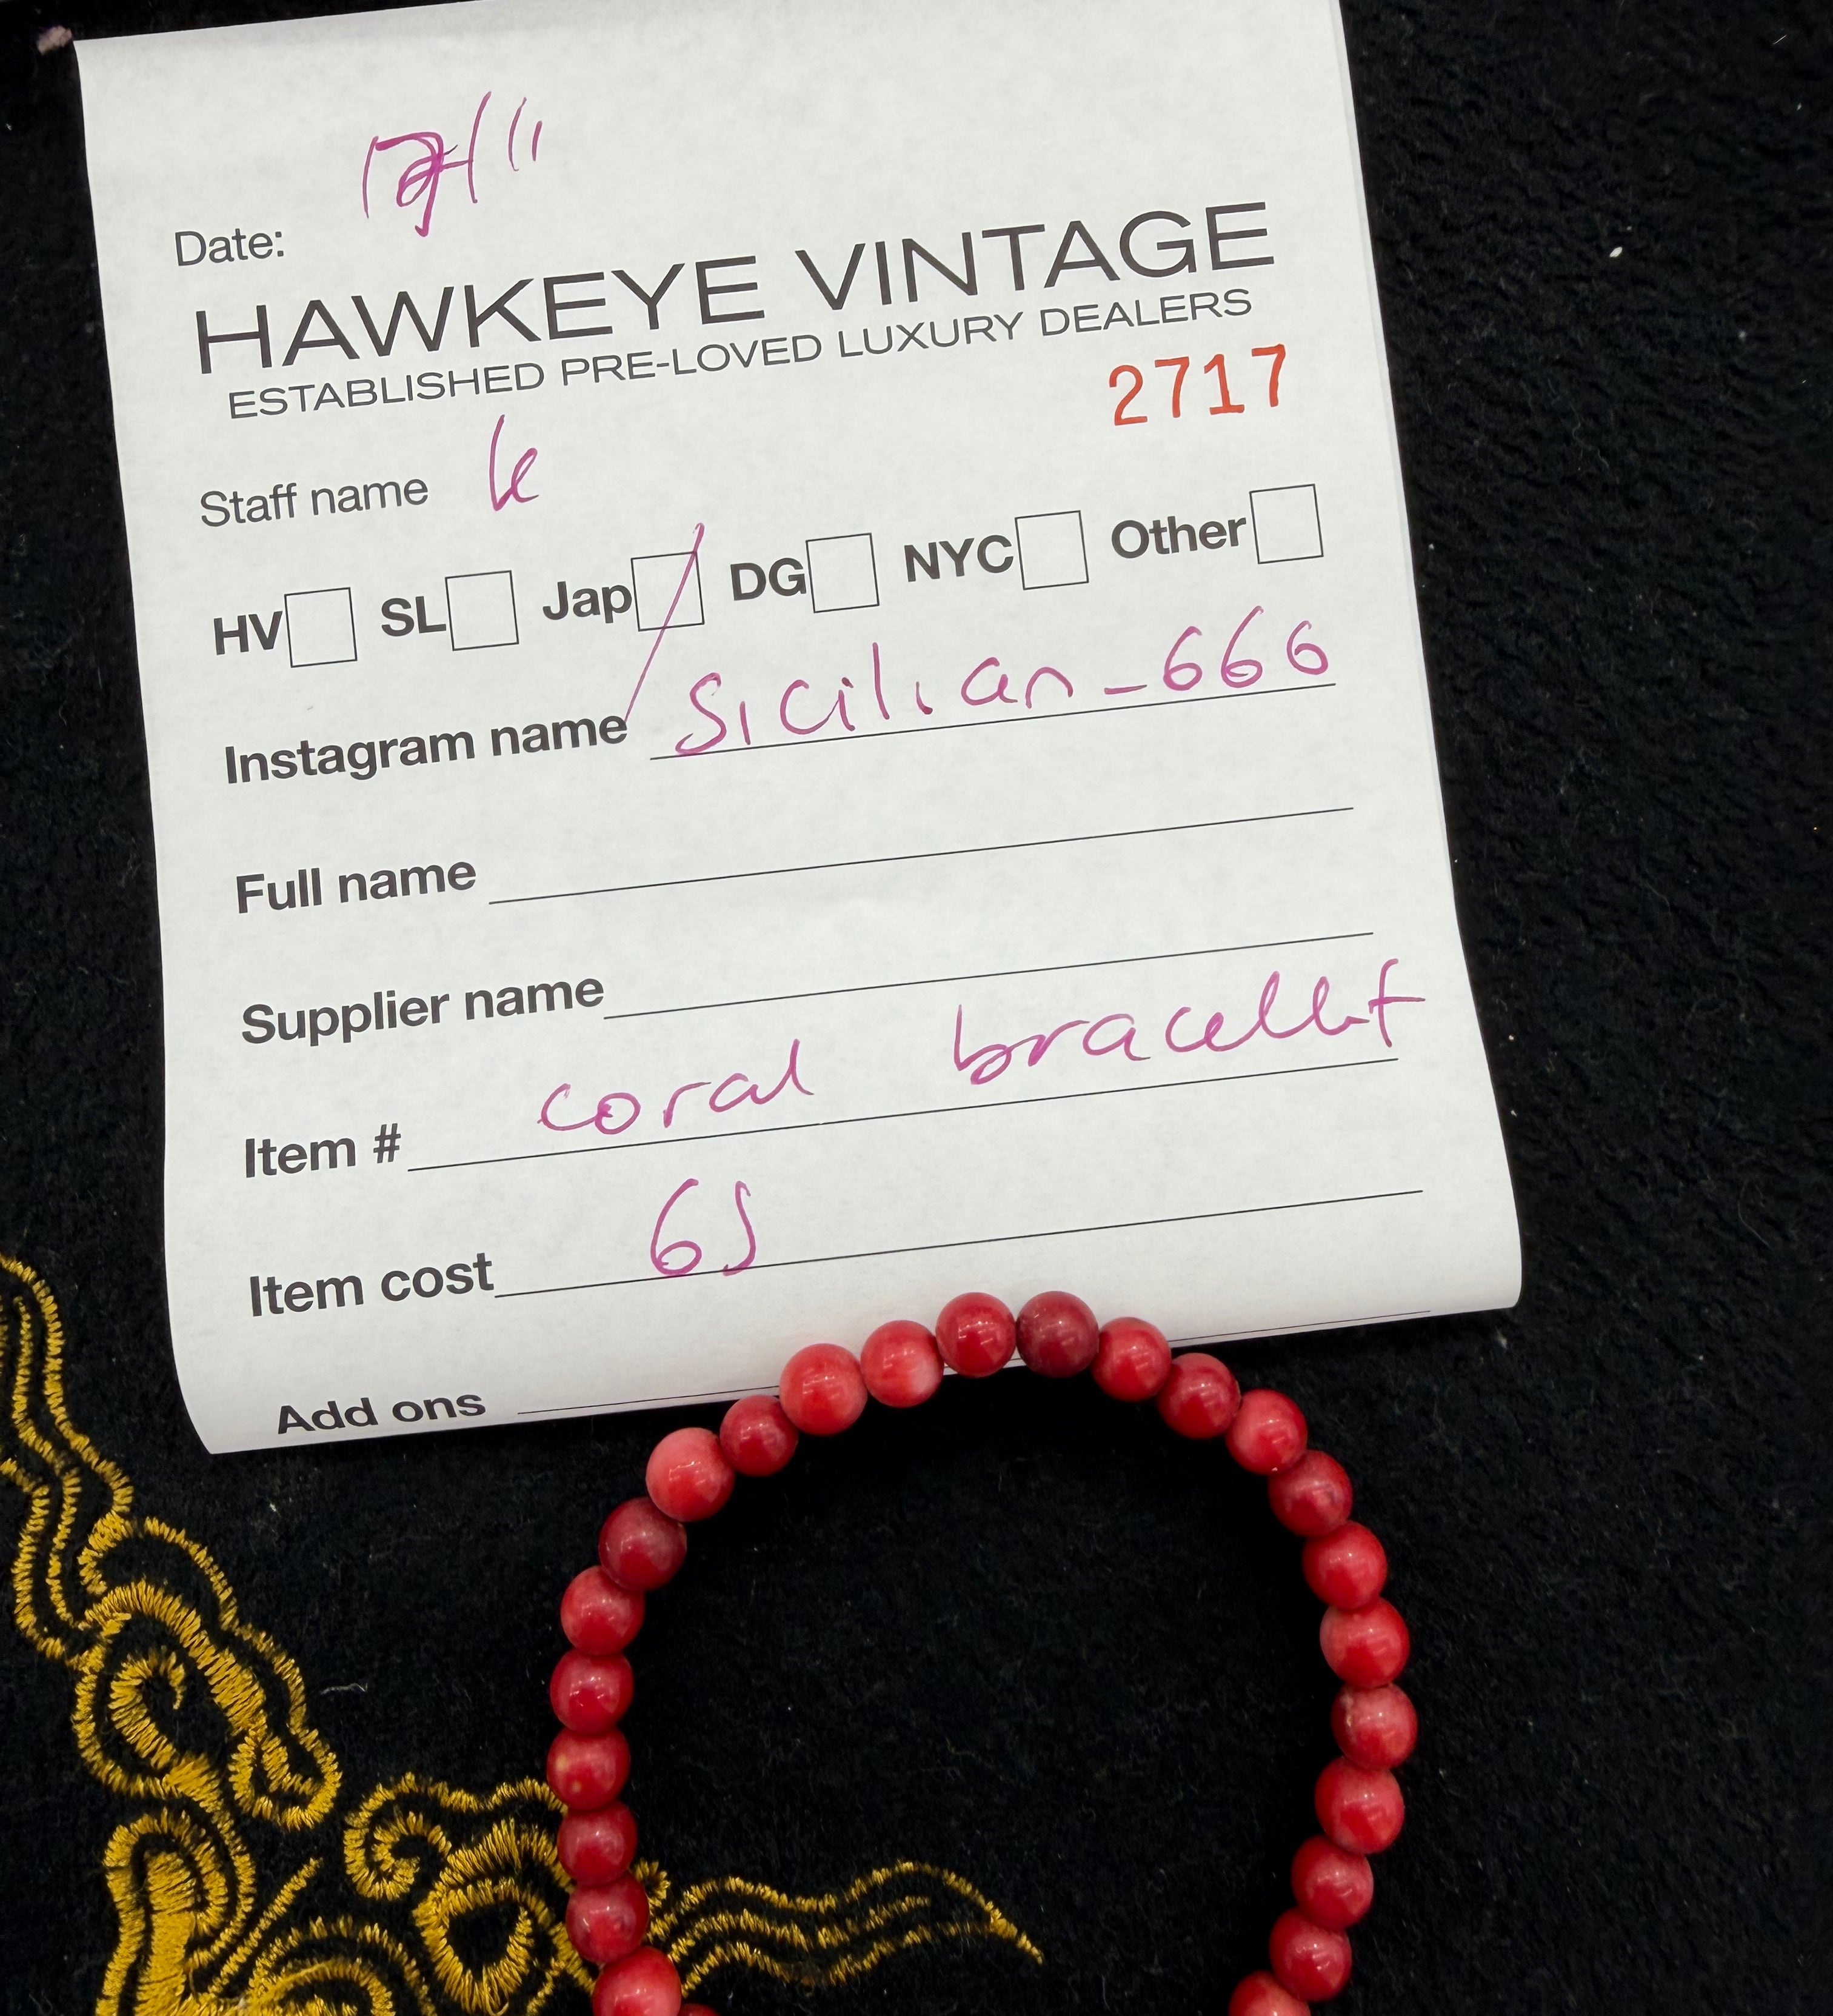 Date:
HAWKEYE VINTAGE
ESTABLISHED PRE-LOVED LUXURY DEALERS
2717
Staff name k
HV SL Jap DG NYC Other
Instagram name Sicilian_666
Full name
Supplier name
Item # coral bracelet
Item cost 65
Add ons